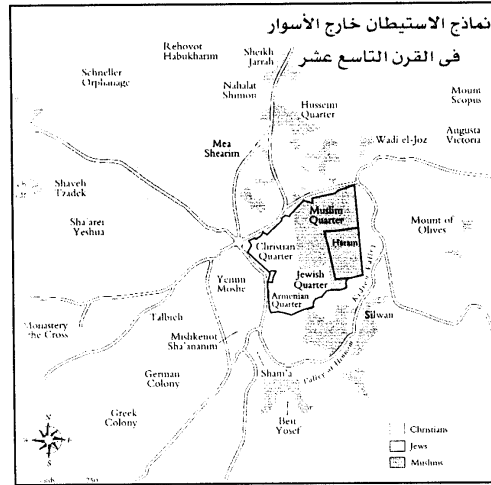 نماذج الاستيطان خارج الأسوار
فى القرن التاسع عشر
Rehovot
Habukharim
Sheikh
Jarrah
Schneller
Orphanage
Nahalat
Shimon
Husseini
Quarter
Mount
Scopus
Mea
Shearim
Wadi el-Joz
Augusta
Victoria
Shaveh
Tzadek
Muslim
Quarter
Mount of
Olives
Sha'arei
Yeshua
Christian
Quarter
Haram
Jewish
Quarter
Yemin
Moshe
Armenian
Quarter
Kidron Valley
Talbieh
Silwan
Monastery
the Cross
Mishkenot
Sha'ananim
German
Colony
Shama'a
Valley of Hinnom
Greek
Colony
Beit
Yosef
N
E
S
Christians
Jews
Muslims